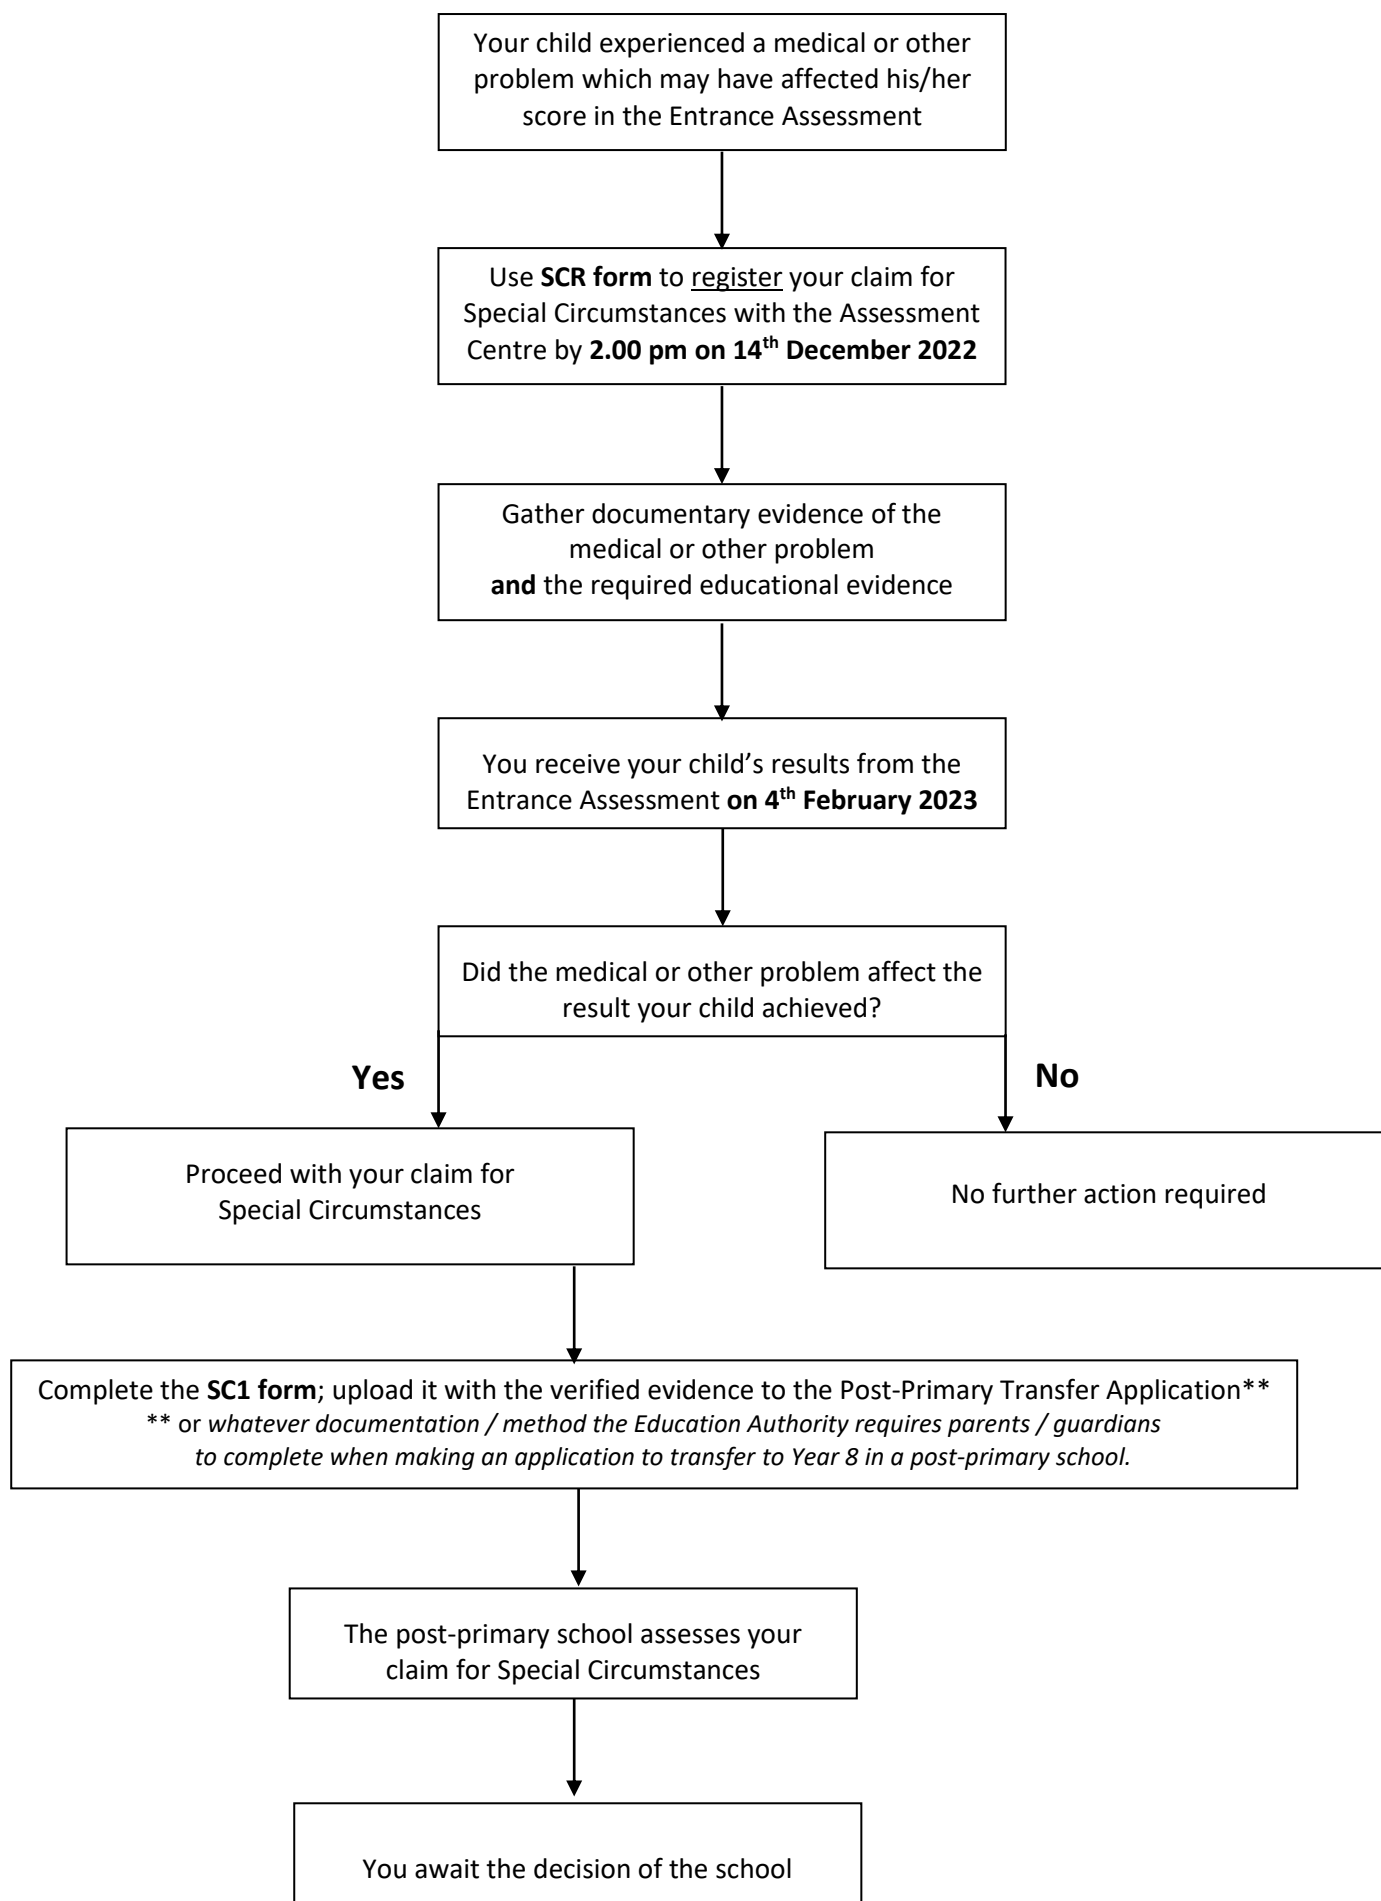 Your child experienced a medical or other
problem which may have affected his/her
score in the Entrance Assessment
Use SCR form to register your claim for
Special Circumstances with the Assessment
Centre by 2.00 pm on 14th December 2022
Gather documentary evidence of the
medical or other problem
and the required educational evidence
You receive your child’s results from the
Entrance Assessment on 4th February 2023
Did the medical or other problem affect the
result your child achieved?
Yes
No
Proceed with your claim for
Special Circumstances
No further action required
Complete the SC1 form; upload it with the verified evidence to the Post-Primary Transfer Application**
** or whatever documentation / method the Education Authority requires parents / guardians
to complete when making an application to transfer to Year 8 in a post-primary school.
The post-primary school assesses your
claim for Special Circumstances
You await the decision of the school